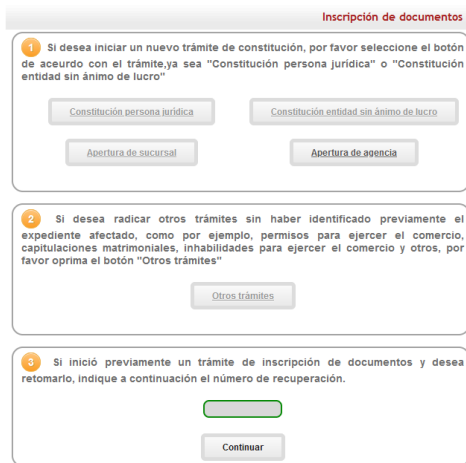 Inscripción de documentos
1 Si desea iniciar un nuevo trámite de constitución, por favor seleccione el botón
de aceurdo con el trámite,ya sea "Constitución persona jurídica" o "Constitución
entidad sin ánimo de lucro"
Constitución persona jurídica Constitución entidad sin ánimo de lucro
Apertura de sucursal Apertura de agencia
2 Si desea radicar otros trámites sin haber identificado previamente el
expediente afectado, como por ejemplo, permisos para ejercer el comercio,
capitulaciones matrimoniales, inhabilidades para ejercer el comercio y otros, por
favor oprima el botón "Otros trámites"
Otros trámites
3 Si inició previamente un trámite de inscripción de documentos y desea
retomarlo, indique a continuación el número de recuperación.
Continuar